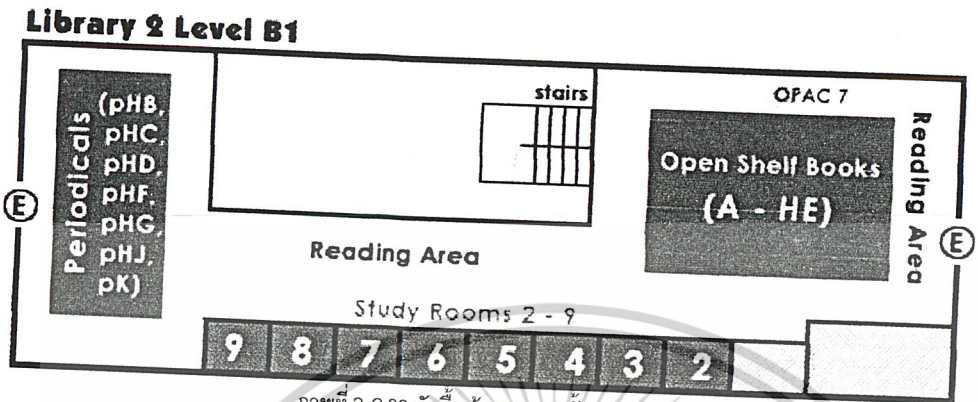 Library 2 Level B1
stairs
OPAC 7
Periodicals
(pHB,
pHC,
pHD,
pHF,
pHG,
pHJ,
pK)
Open Shelf Books
(A - HE)
Reading Area
E
E
Reading Area
Study Rooms 2 - 9
9 8 7 6 5 4 3 2